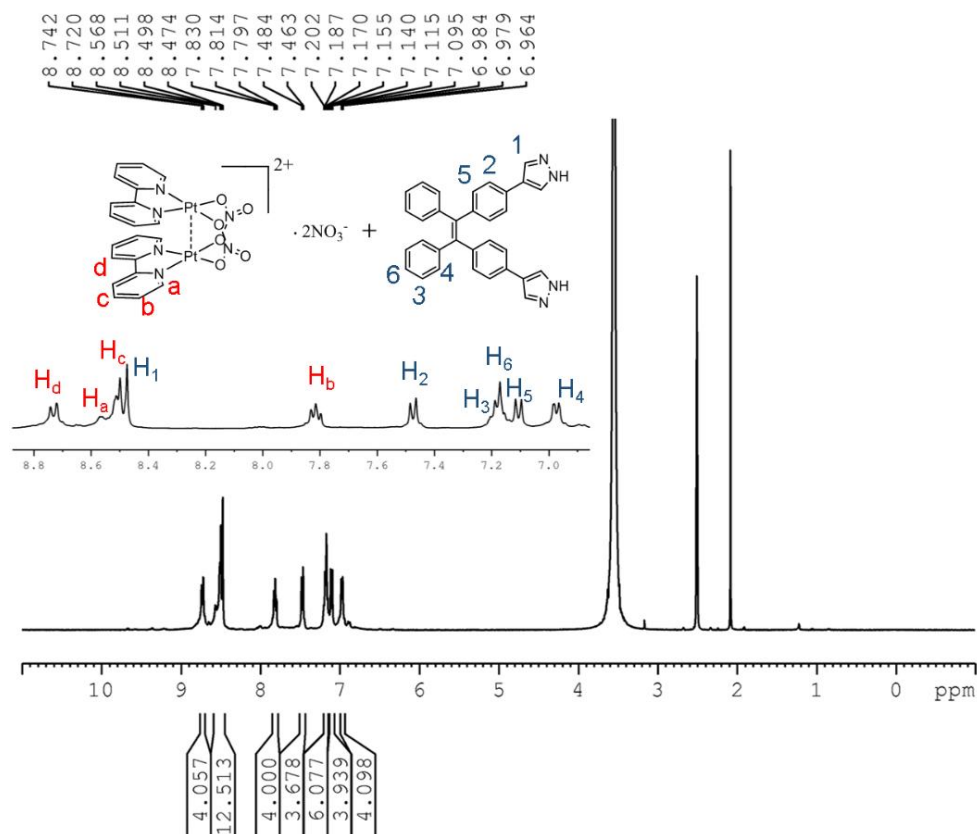 8.742
8.720
8.568
8.511
8.498
8.474
7.830
7.814
7.797
7.484
7.463
7.202
7.187
7.170
7.155
7.140
7.115
7.095
6.984
6.979
6.964
2+
N Pt O N O
N O
N Pt O N O
N O
· 2NO₃⁻ +
d
c
b
a
1
2
5
N
NH
6
3
4
NH
N
Hd Ha Hc H₁ Hb H₂ H₃ H₆ H₅ H₄
8.8 8.6 8.4 8.2 8.0 7.8 7.6 7.4 7.2 7.0
10 9 8 7 6 5 4 3 2 1 0 ppm
4.057
12.513
4.000
3.678
6.077
3.939
4.098